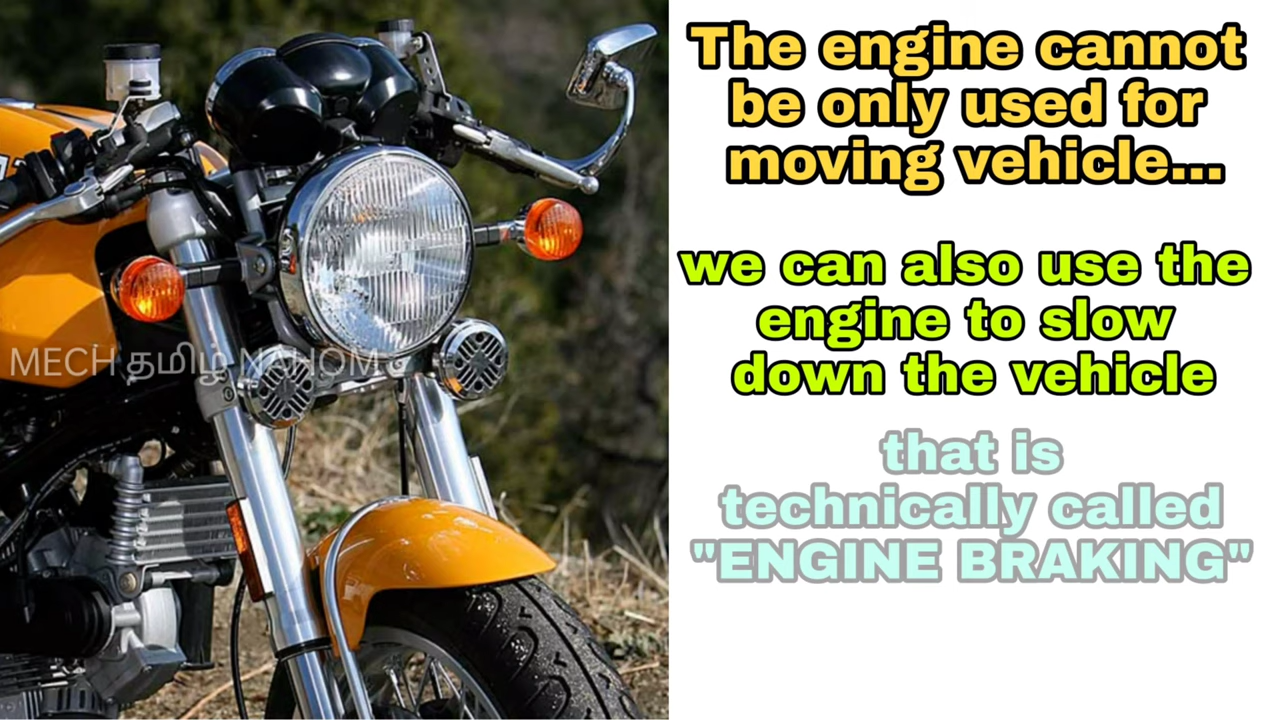 The engine cannot
be only used for
moving vehicle...
we can also use the
engine to slow
down the vehicle
that is
technically called
"ENGINE BRAKING"
MECH தமிழ் NAHOM